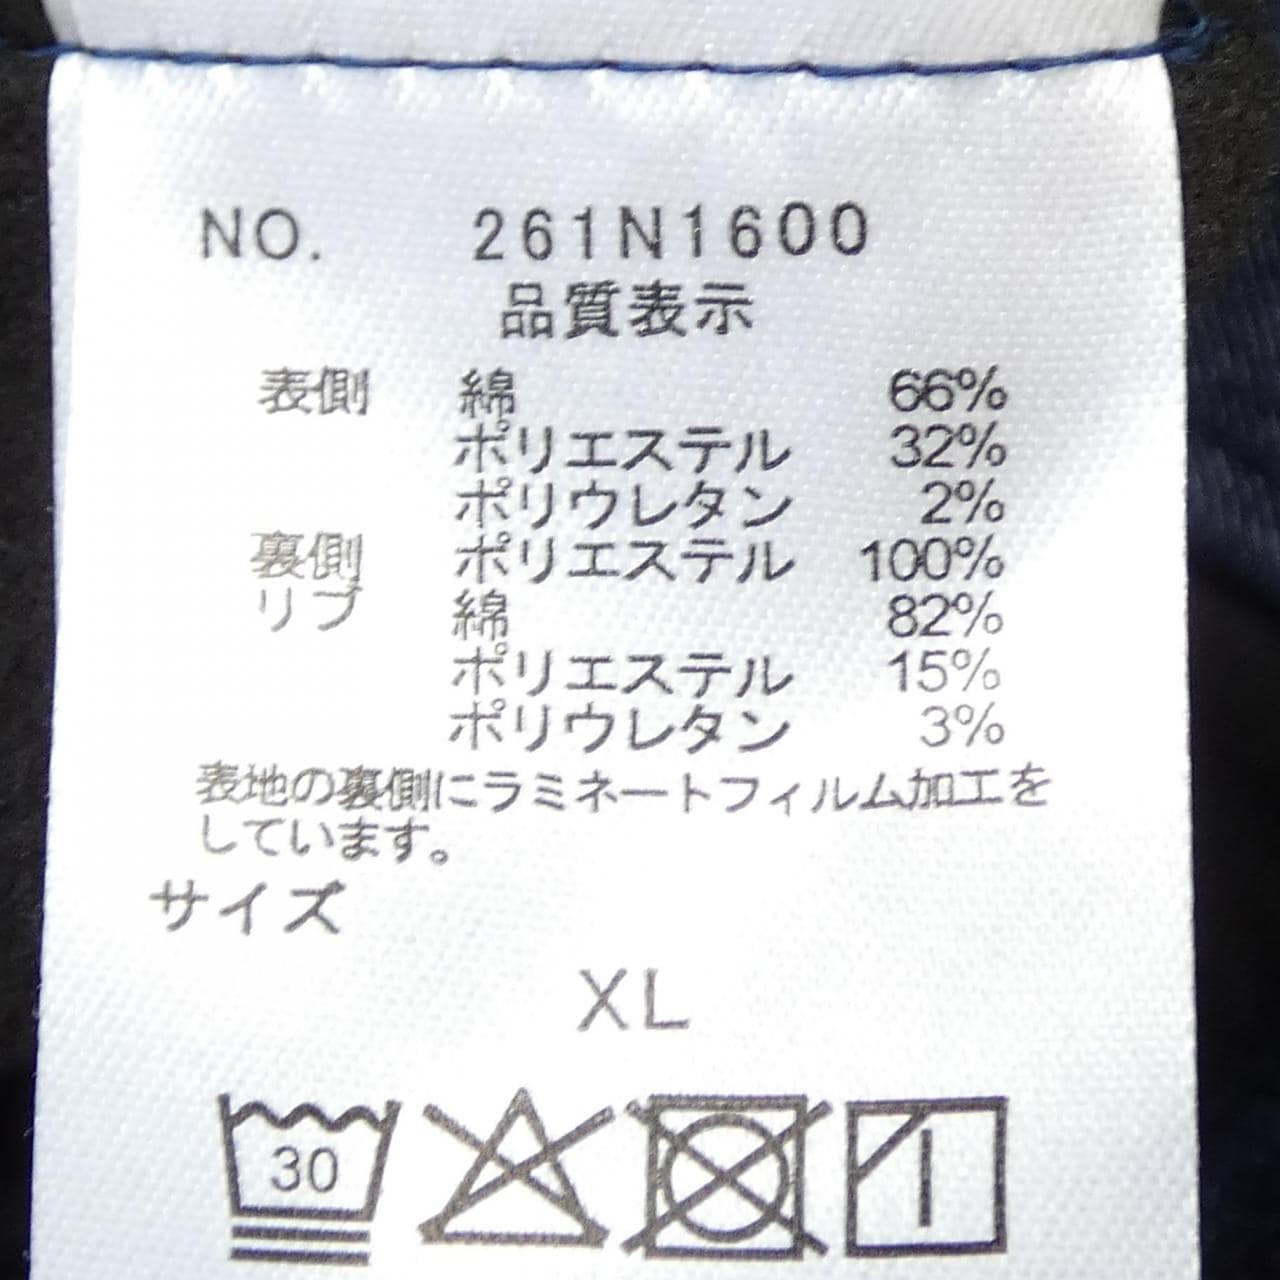 NO. 261N1600
品質表示
表側 綿 66%
ポリエステル 32%
ポリウレタン 2%
裏側 ポリエステル 100%
リブ 綿 82%
ポリエステル 15%
ポリウレタン 3%
表地の裏側にラミネートフィルム加工を
しています。
サイズ
XL
30